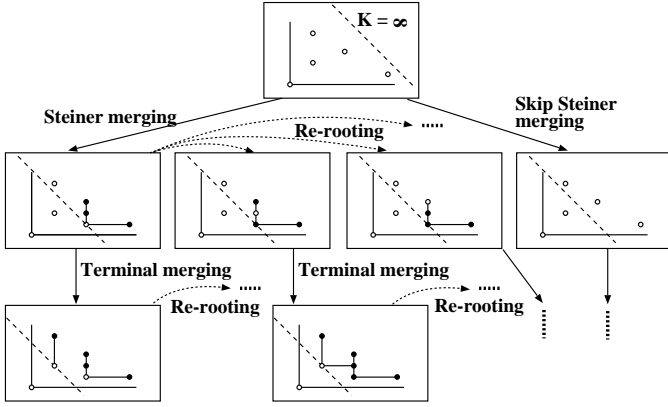 K = ∞
Steiner merging
Skip Steiner
merging
Re-rooting
Terminal merging
Terminal merging
Re-rooting
Re-rooting